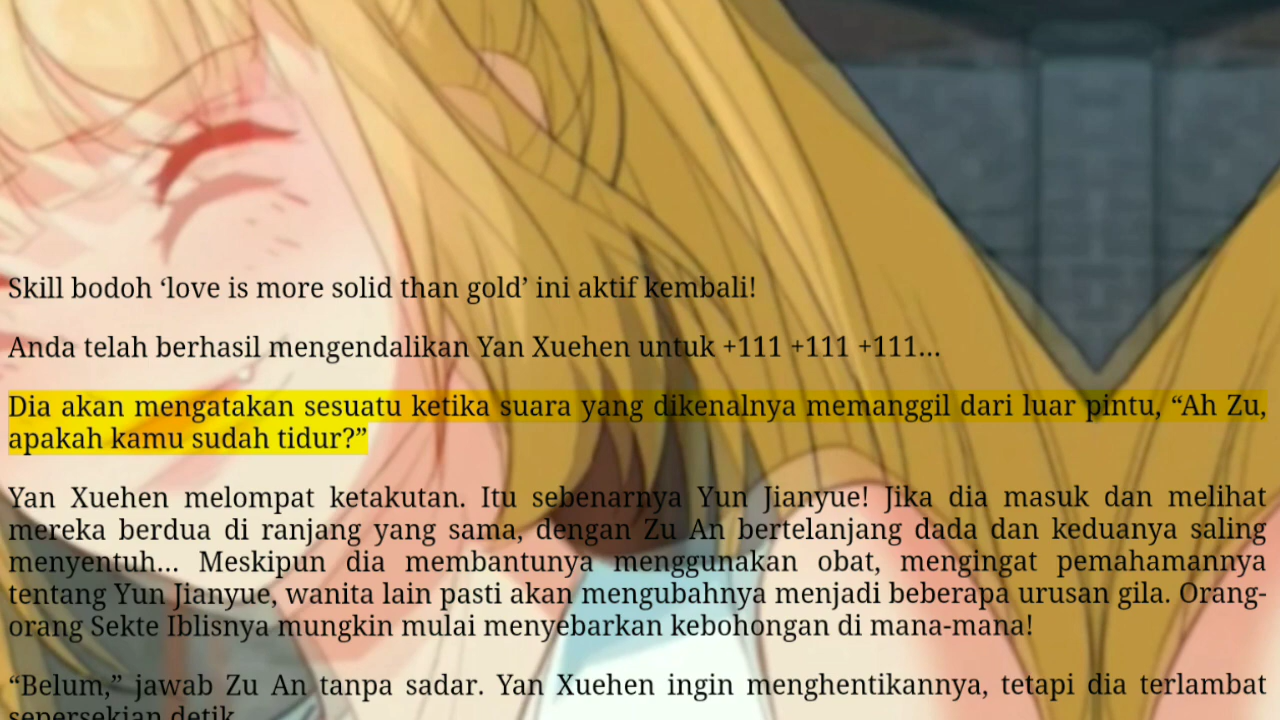 Skill bodoh ‘love is more solid than gold’ ini aktif kembali!
Anda telah berhasil mengendalikan Yan Xuehen untuk +111 +111 +111...
Dia akan mengatakan sesuatu ketika suara yang dikenalnya memanggil dari luar pintu, “Ah Zu,
apakah kamu sudah tidur?”
Yan Xuehen melompat ketakutan. Itu sebenarnya Yun Jianyue! Jika dia masuk dan melihat
mereka berdua di ranjang yang sama, dengan Zu An bertelanjang dada dan keduanya saling
menyentuh... Meskipun dia membantunya menggunakan obat, mengingat pemahamannya
tentang Yun Jianyue, wanita lain pasti akan mengubahnya menjadi beberapa urusan gila. Orang-
orang Sekte Iblisnya mungkin mulai menyebarkan kebohongan di mana-mana!
“Belum,” jawab Zu An tanpa sadar. Yan Xuehen ingin menghentikannya, tetapi dia terlambat
sepersekian detik.